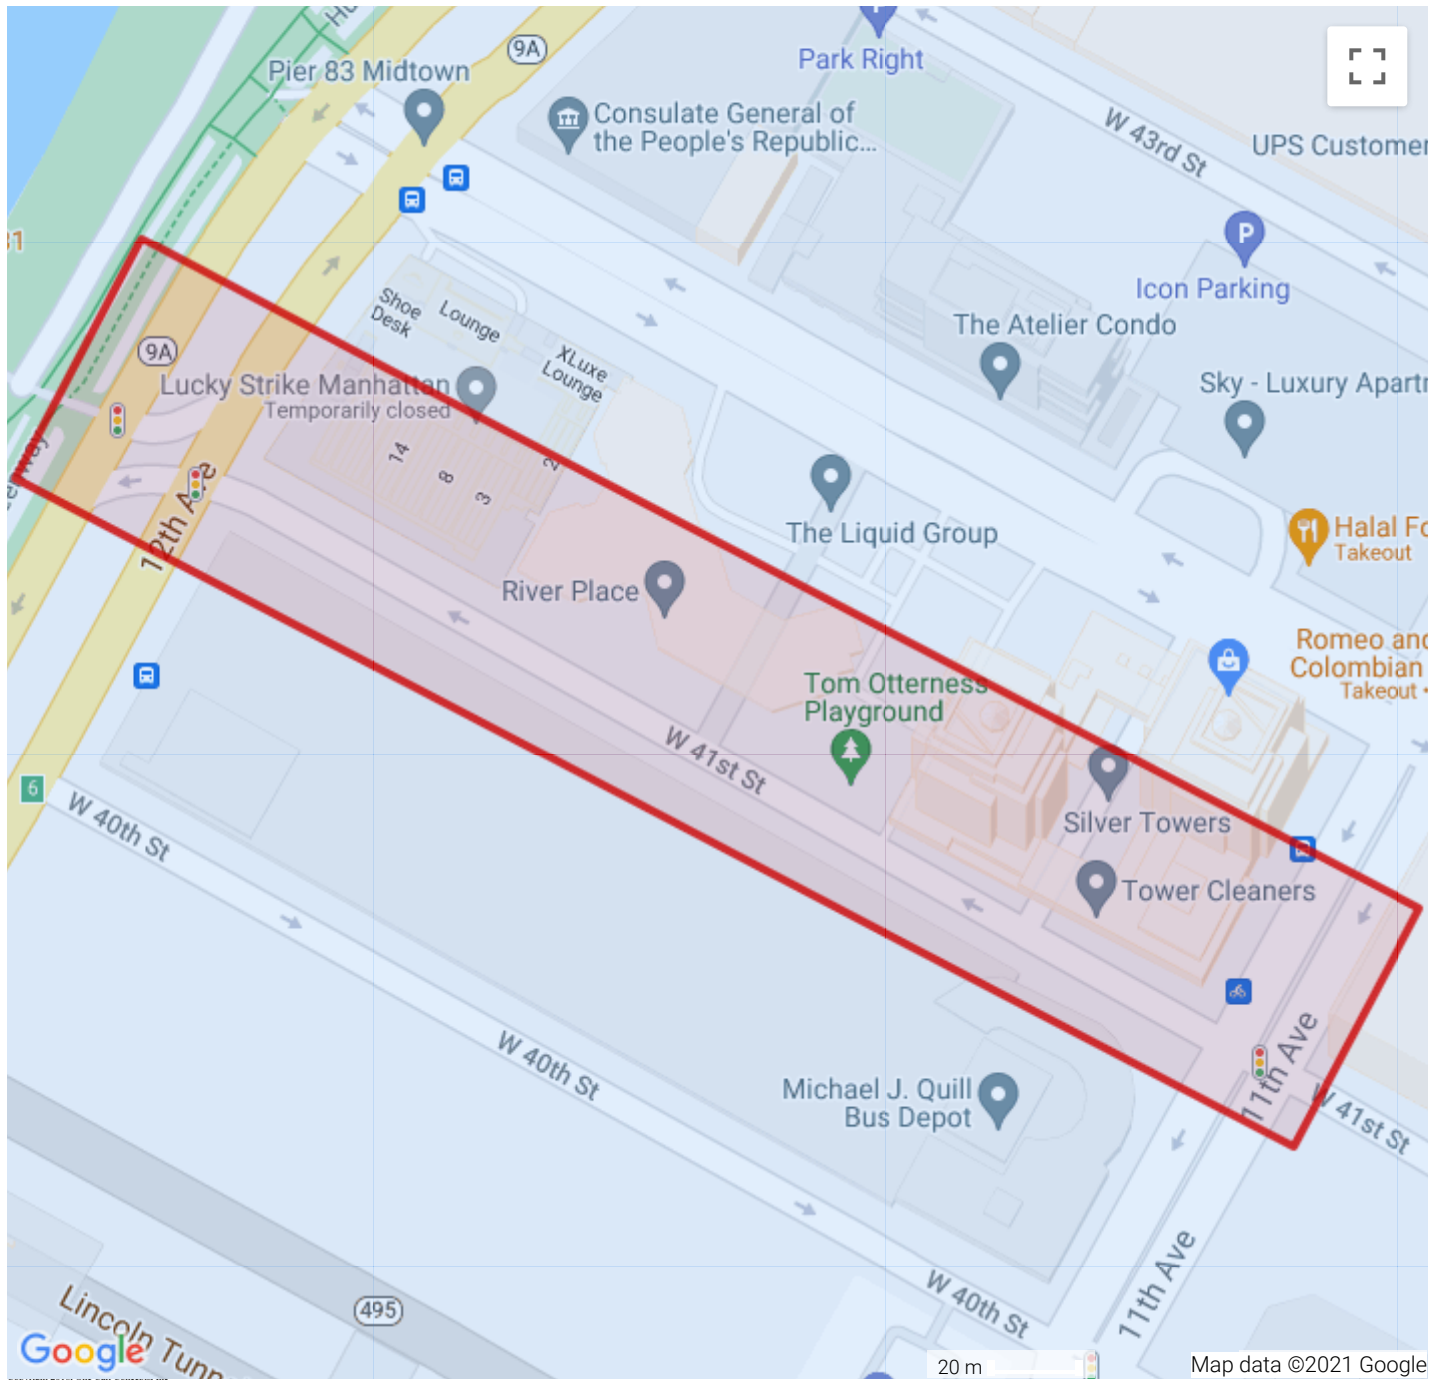 9A
Park Right
Pier 83 Midtown
Consulate General of
the People's Republic...
W 43rd St
UPS Customer
31
P
Icon Parking
Shoe
Desk
Lounge
XLuxe
Lounge
The Atelier Condo
Sky - Luxury Apartr
9A
Lucky Strike Manhattan
Temporarily closed
14
8
3
2
12th Ave
The Liquid Group
Halal Fo
Takeout
River Place
Romeo and
Colombian
Takeout •
Tom Otterness
Playground
W 41st St
6
W 40th St
Silver Towers
Tower Cleaners
W 40th St
11th Ave
Michael J. Quill
Bus Depot
W 41st St
11th Ave
W 40th St
495
Lincoln Tunn
Google
20 m
Map data ©2021 Google